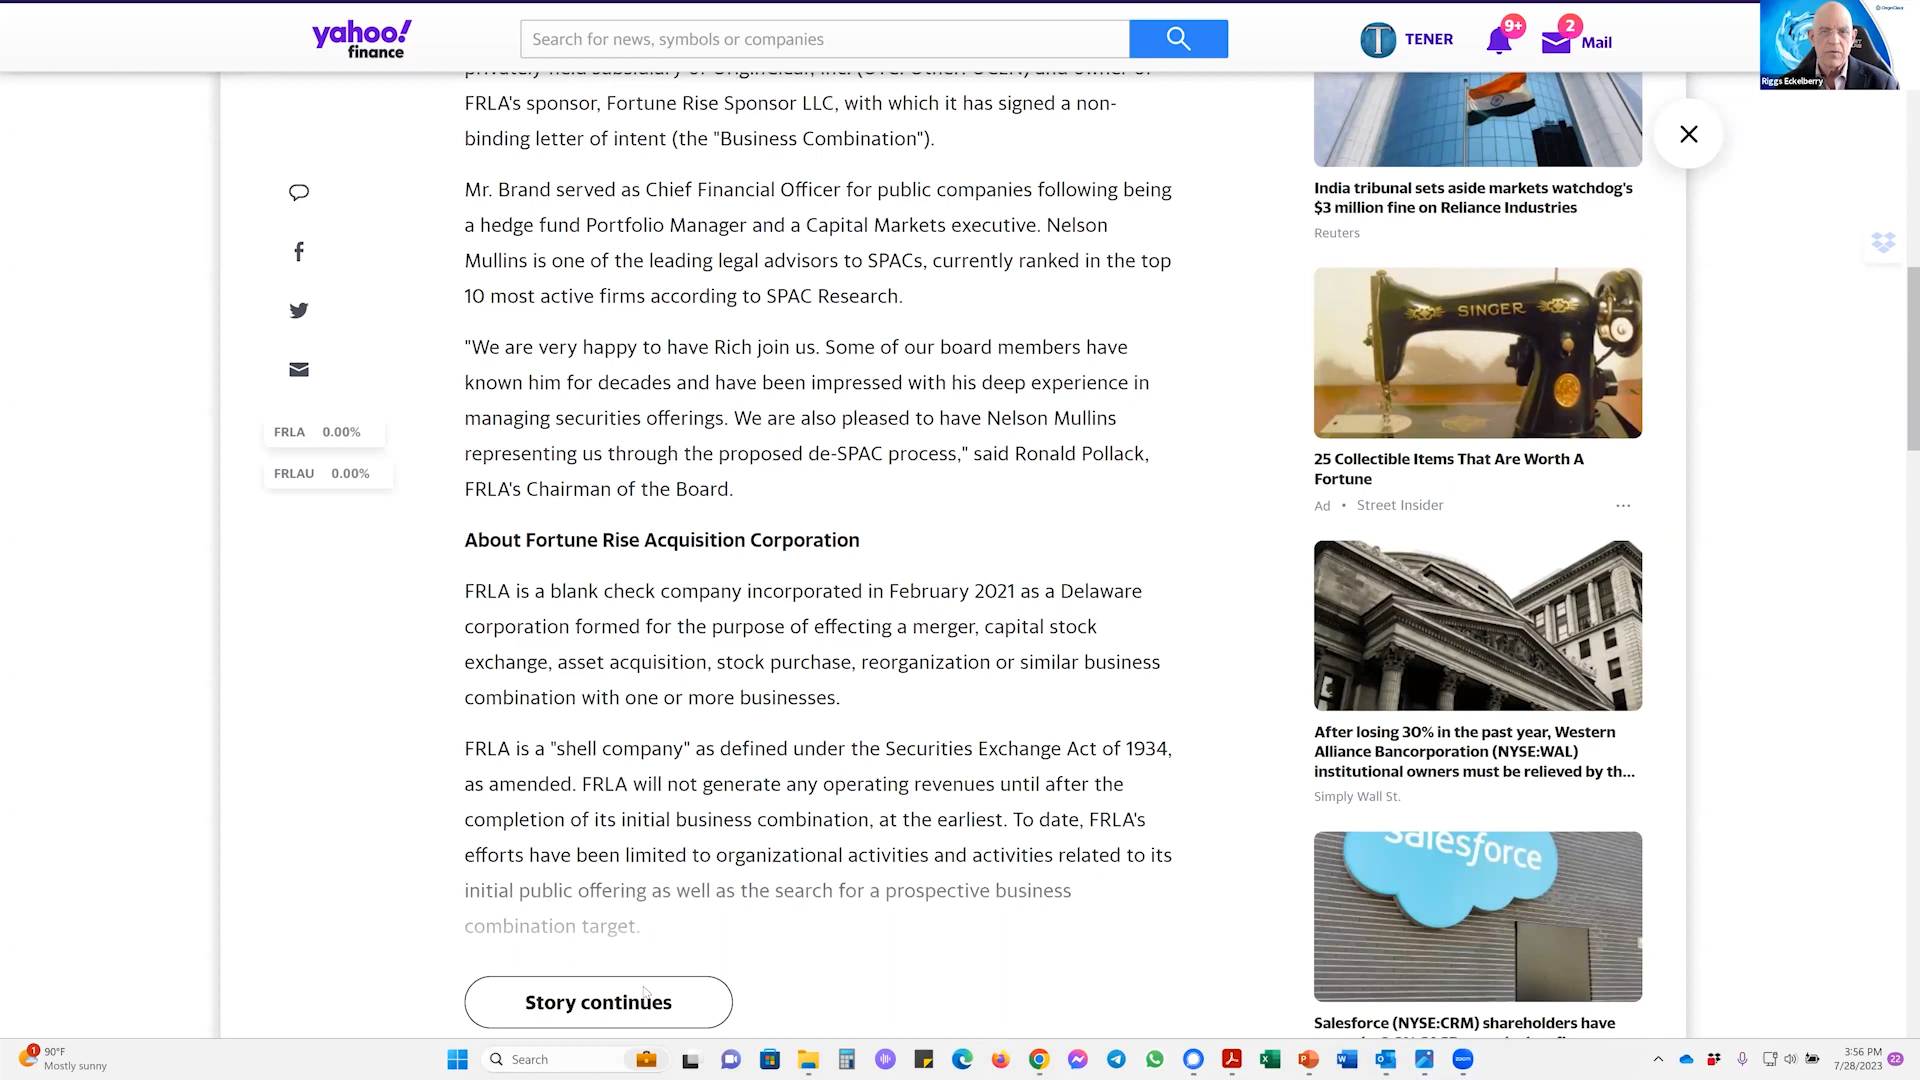 yahoo!
finance
Search for news, symbols or companies
TENER
9+
2
Mail
Riggs Eckelberry
FRLA's sponsor, Fortune Rise Sponsor LLC, with which it has signed a non-
binding letter of intent (the "Business Combination").
Mr. Brand served as Chief Financial Officer for public companies following being
a hedge fund Portfolio Manager and a Capital Markets executive. Nelson
Mullins is one of the leading legal advisors to SPACs, currently ranked in the top
10 most active firms according to SPAC Research.
"We are very happy to have Rich join us. Some of our board members have
known him for decades and have been impressed with his deep experience in
managing securities offerings. We are also pleased to have Nelson Mullins
representing us through the proposed de-SPAC process," said Ronald Pollack,
FRLA's Chairman of the Board.
FRLA 0.00%
FRLAU 0.00%
About Fortune Rise Acquisition Corporation
FRLA is a blank check company incorporated in February 2021 as a Delaware
corporation formed for the purpose of effecting a merger, capital stock
exchange, asset acquisition, stock purchase, reorganization or similar business
combination with one or more businesses.
FRLA is a "shell company" as defined under the Securities Exchange Act of 1934,
as amended. FRLA will not generate any operating revenues until after the
completion of its initial business combination, at the earliest. To date, FRLA's
efforts have been limited to organizational activities and activities related to its
initial public offering as well as the search for a prospective business
combination target.
Story continues
India tribunal sets aside markets watchdog's
$3 million fine on Reliance Industries
Reuters
SINGER
25 Collectible Items That Are Worth A
Fortune
Ad • Street Insider
After losing 30% in the past year, Western
Alliance Bancorporation (NYSE:WAL)
institutional owners must be relieved by th...
Simply Wall St.
salesforce
Salesforce (NYSE:CRM) shareholders have
1
90°F
Mostly sunny
Search
zoom
3:56 PM
7/28/2023
22